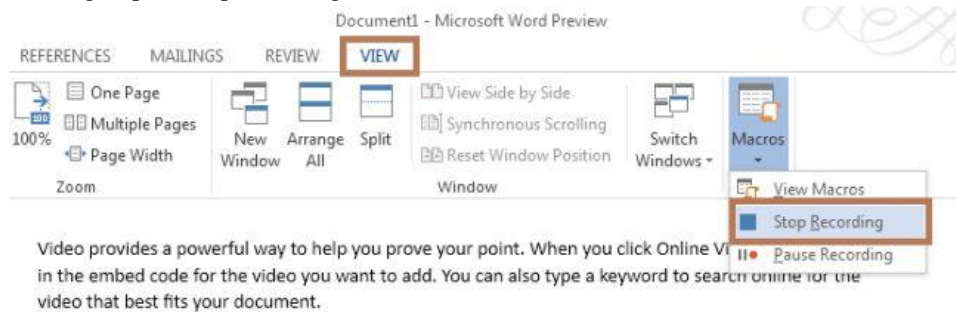 Document1 - Microsoft Word Preview
REFERENCES MAILINGS REVIEW VIEW
One Page
Multiple Pages
Page Width
100
100%
Zoom
New Window
Arrange All
Split
View Side by Side
Synchronous Scrolling
Reset Window Position
Switch Windows
Window
Macros
View Macros
Stop Recording
Pause Recording
Video provides a powerful way to help you prove your point. When you click Online Vi
in the embed code for the video you want to add. You can also type a keyword to search online for the
video that best fits your document.